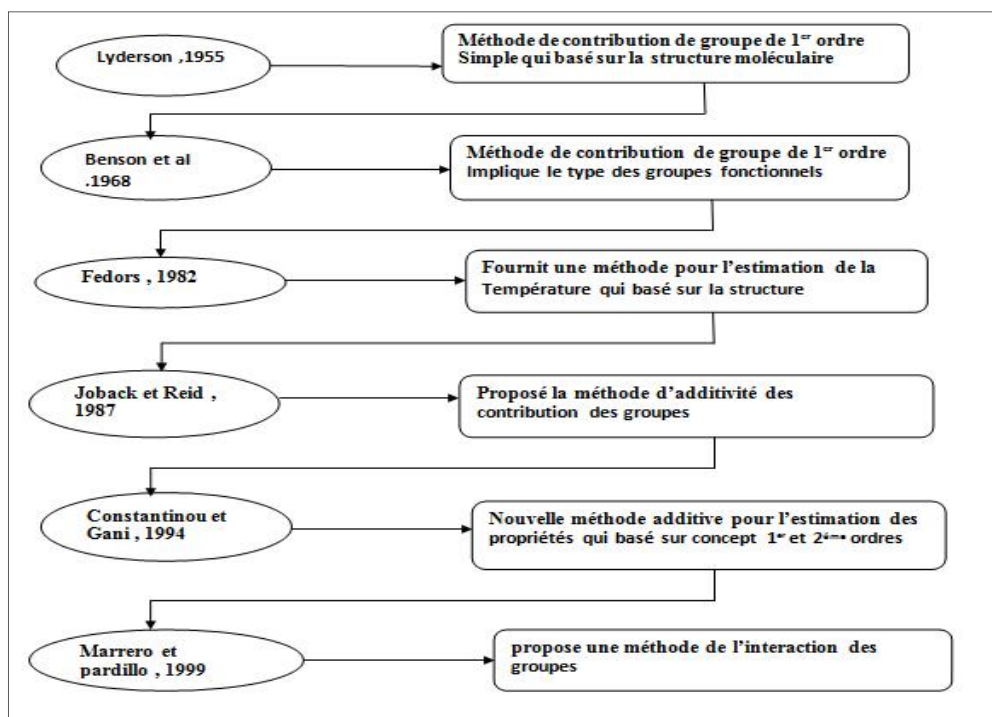 Lyderson ,1955
Méthode de contribution de groupe de 1er ordre
Simple qui basé sur la structure moléculaire
Benson et al
.1968
Méthode de contribution de groupe de 1er ordre
Implique le type des groupes fonctionnels
Fedors , 1982
Fournit une méthode pour l'estimation de la
Température qui basé sur la structure
Joback et Reid ,
1987
Proposé la méthode d'additivité des
contribution des groupes
Constantinou et
Gani , 1994
Nouvelle méthode additive pour l'estimation des
propriétés qui basé sur concept 1er et 2éme ordres
Marrero et
pardillo , 1999
propose une méthode de l'interaction des
groupes